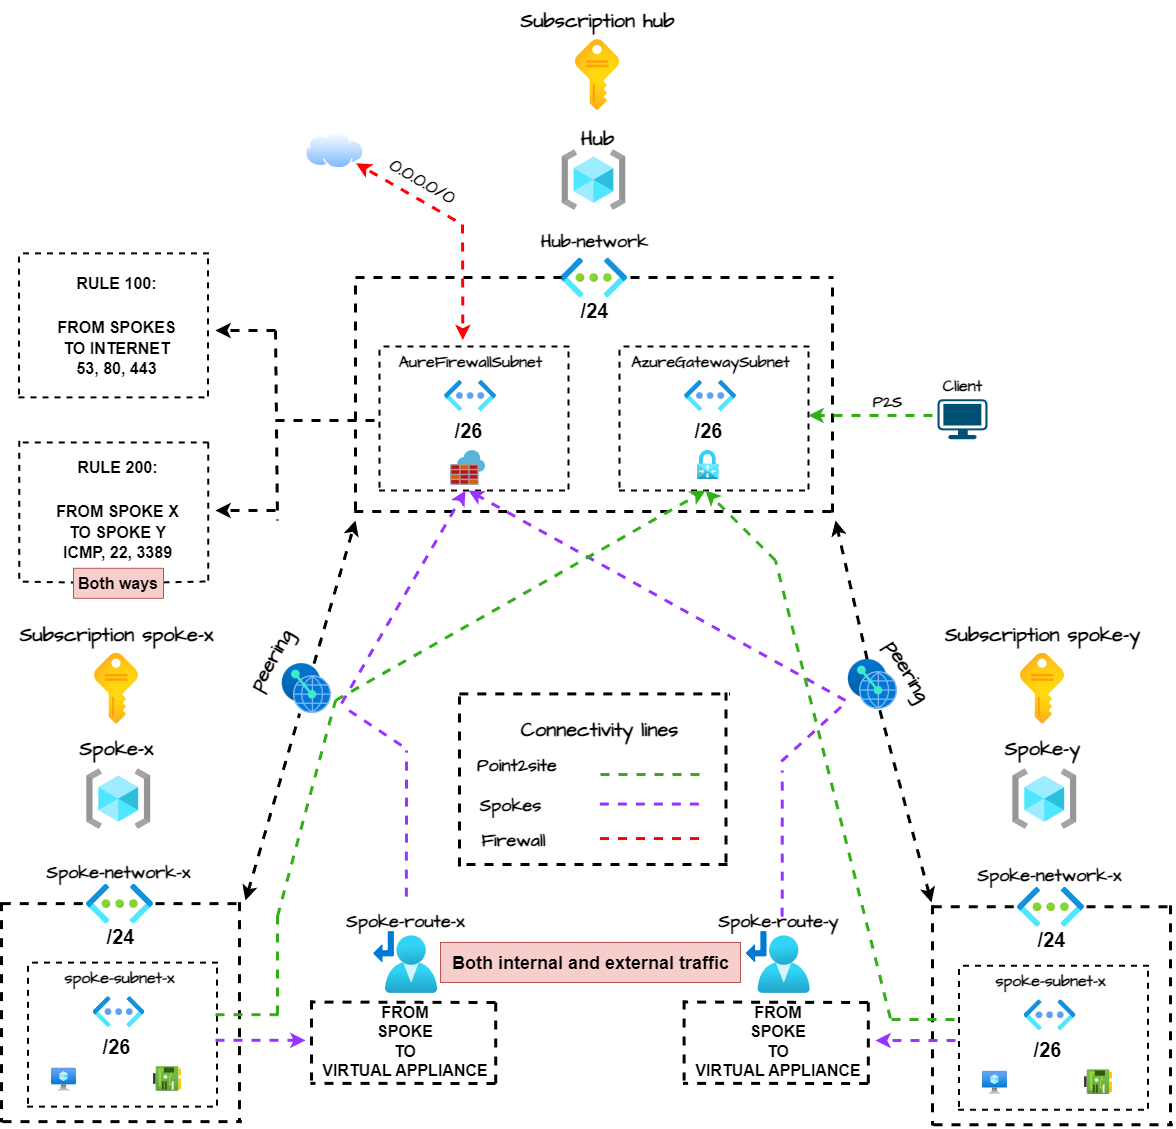 Subscription hub
Hub
0.0.0.0/0
Hub-network
/24
RULE 100:
FROM SPOKES
TO INTERNET
53, 80, 443
AureFirewallSubnet
/26
AzureGatewaySubnet
/26
P2S
Client
RULE 200:
FROM SPOKE X
TO SPOKE Y
ICMP, 22, 3389
Both ways
Subscription spoke-x
Peering
Peering
Subscription spoke-y
Spoke-x
Connectivity lines
Point2site
Spokes
Firewall
Spoke-y
Spoke-network-x
/24
spoke-subnet-x
/26
Spoke-route-x
Both internal and external traffic
Spoke-route-y
FROM
SPOKE
TO
VIRTUAL APPLIANCE
FROM
SPOKE
TO
VIRTUAL APPLIANCE
Spoke-network-x
/24
spoke-subnet-x
/26